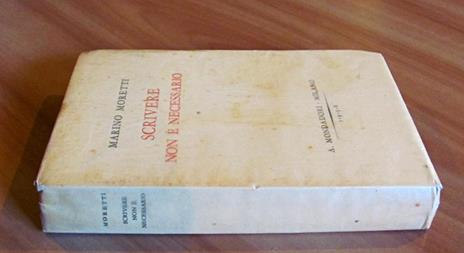 MARINO MORETTI
SCRIVERE
NON È NECESSARIO
A. MONDADORI · MILANO
MORETTI
SCRIVERE
NON È
NECESSARIO